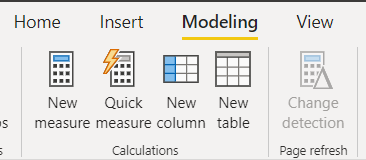 Home Insert Modeling View
New measure
Quick measure
New column
New table
Change detection
s
s
Calculations
Page refresh